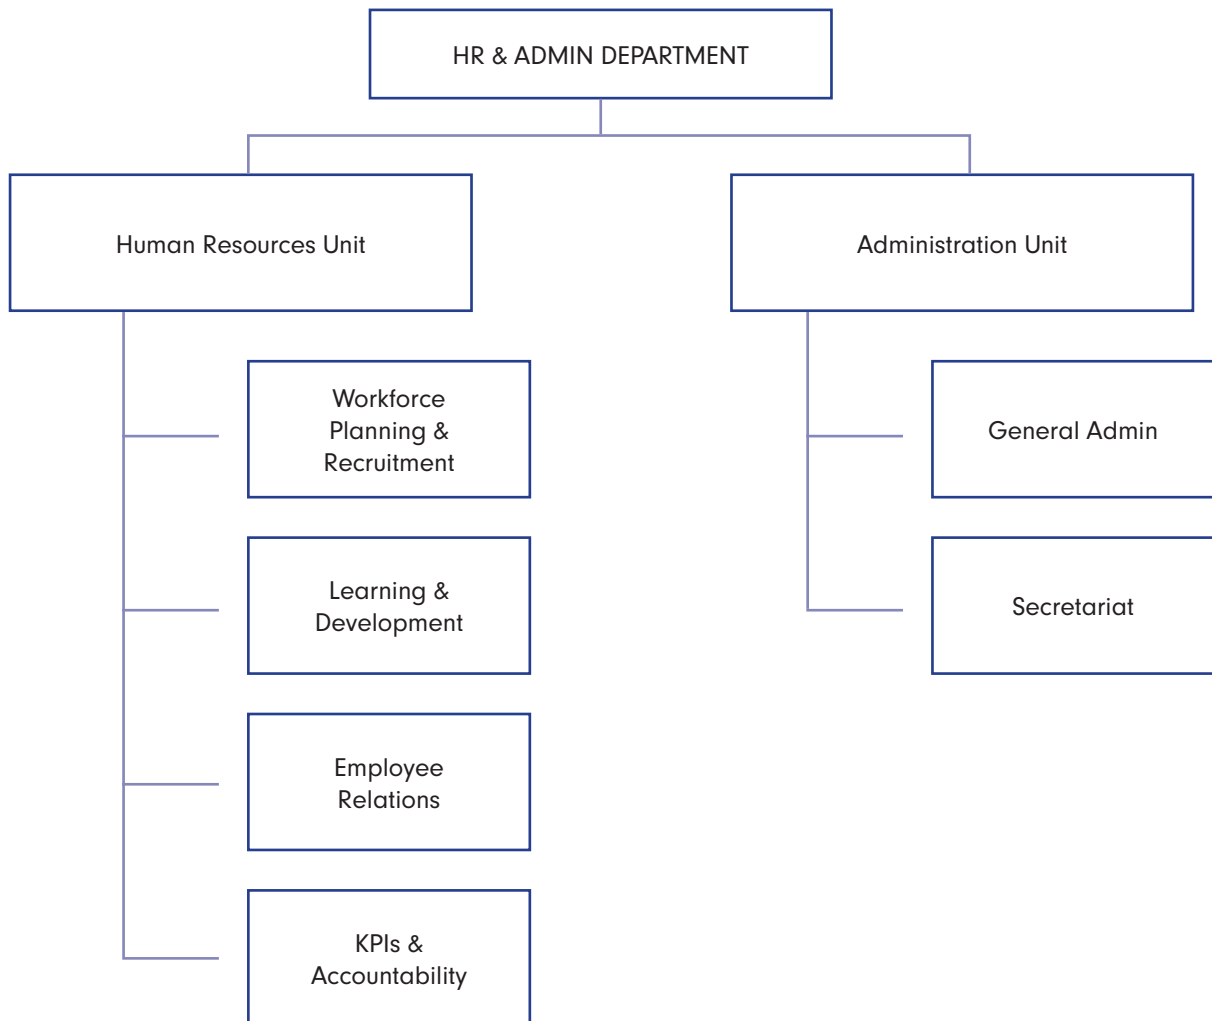 HR & ADMIN DEPARTMENT
Human Resources Unit
Administration Unit
Workforce
Planning &
Recruitment
General Admin
Learning &
Development
Secretariat
Employee
Relations
KPIs &
Accountability